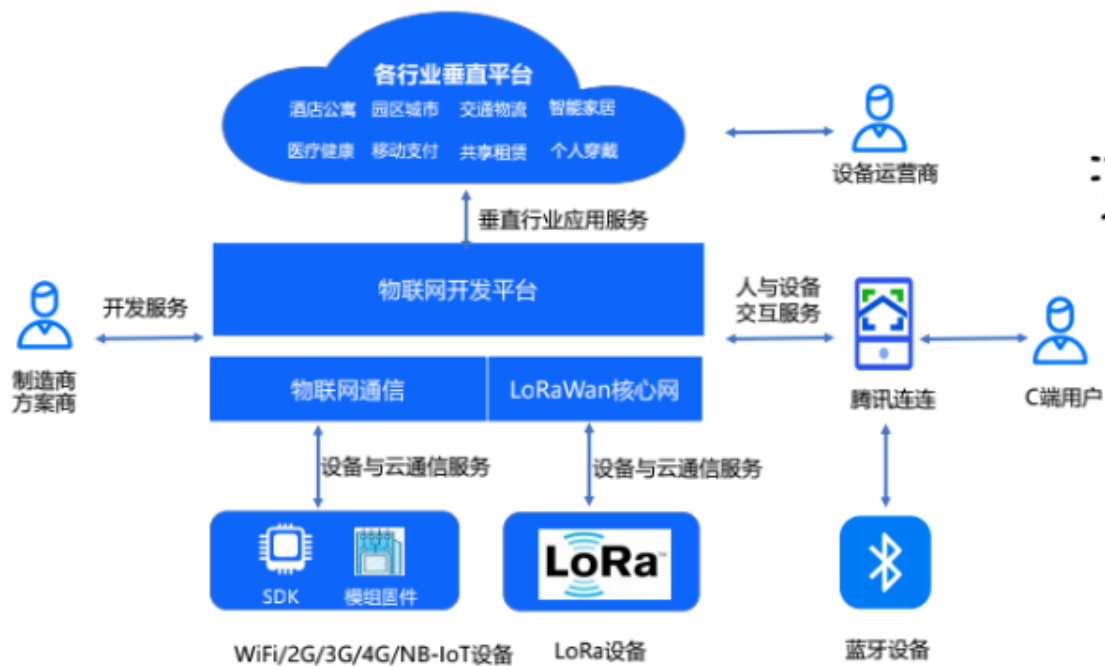 各行业垂直平台
酒店公寓 园区城市 交通物流 智能家居
医疗健康 移动支付 共享租赁 个人穿戴
设备运营商
垂直行业应用服务
物联网开发平台
开发服务
制造商
方案商
人与设备
交互服务
腾讯连连
C端用户
物联网通信
LoRaWan核心网
设备与云通信服务
设备与云通信服务
SDK
模组固件
LoRa™
WiFi/2G/3G/4G/NB-IoT设备
LoRa设备
蓝牙设备